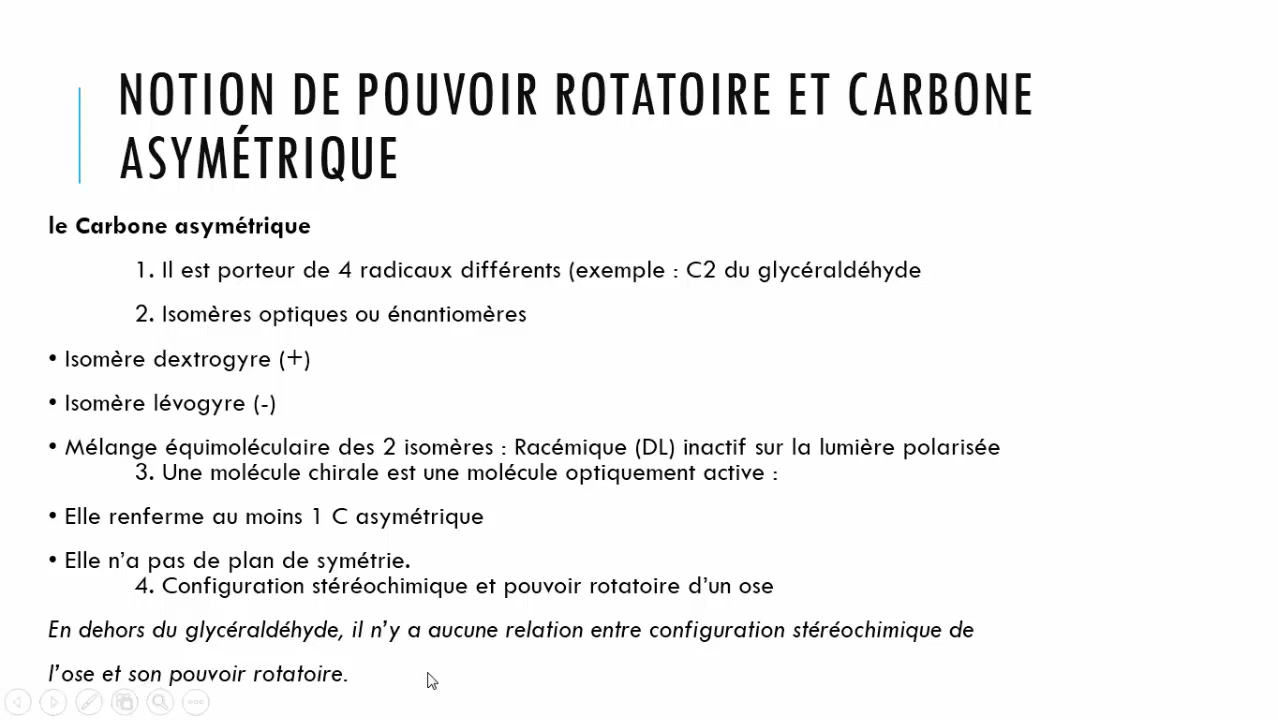 NOTION DE POUVOIR ROTATOIRE ET CARBONE
ASYMÉTRIQUE
le Carbone asymétrique
1. Il est porteur de 4 radicaux différents (exemple : C2 du glycéraldéhyde
2. Isomères optiques ou énantiomères
• Isomère dextrogyre (+)
• Isomère lévogyre (-)
• Mélange équimoléculaire des 2 isomères : Racémique (DL) inactif sur la lumière polarisée
3. Une molécule chirale est une molécule optiquement active :
• Elle renferme au moins 1 C asymétrique
• Elle n’a pas de plan de symétrie.
4. Configuration stéréochimique et pouvoir rotatoire d’un ose
En dehors du glycéraldéhyde, il n’y a aucune relation entre configuration stéréochimique de
l’ose et son pouvoir rotatoire.